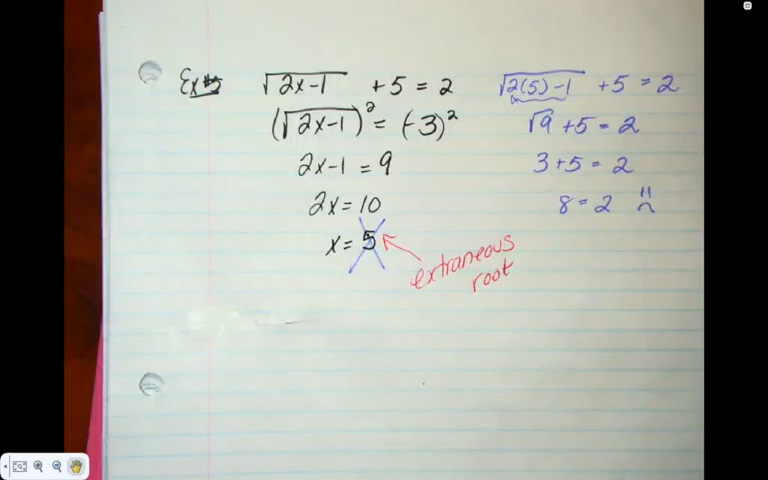 Ex #5 √2x-1 + 5 = 2
(√2x-1)² = (-3)²
2x-1 = 9
2x = 10
x = 5
extraneous
root
√2(5)-1 + 5 = 2
√9 + 5 = 2
3 + 5 = 2
8 = 2